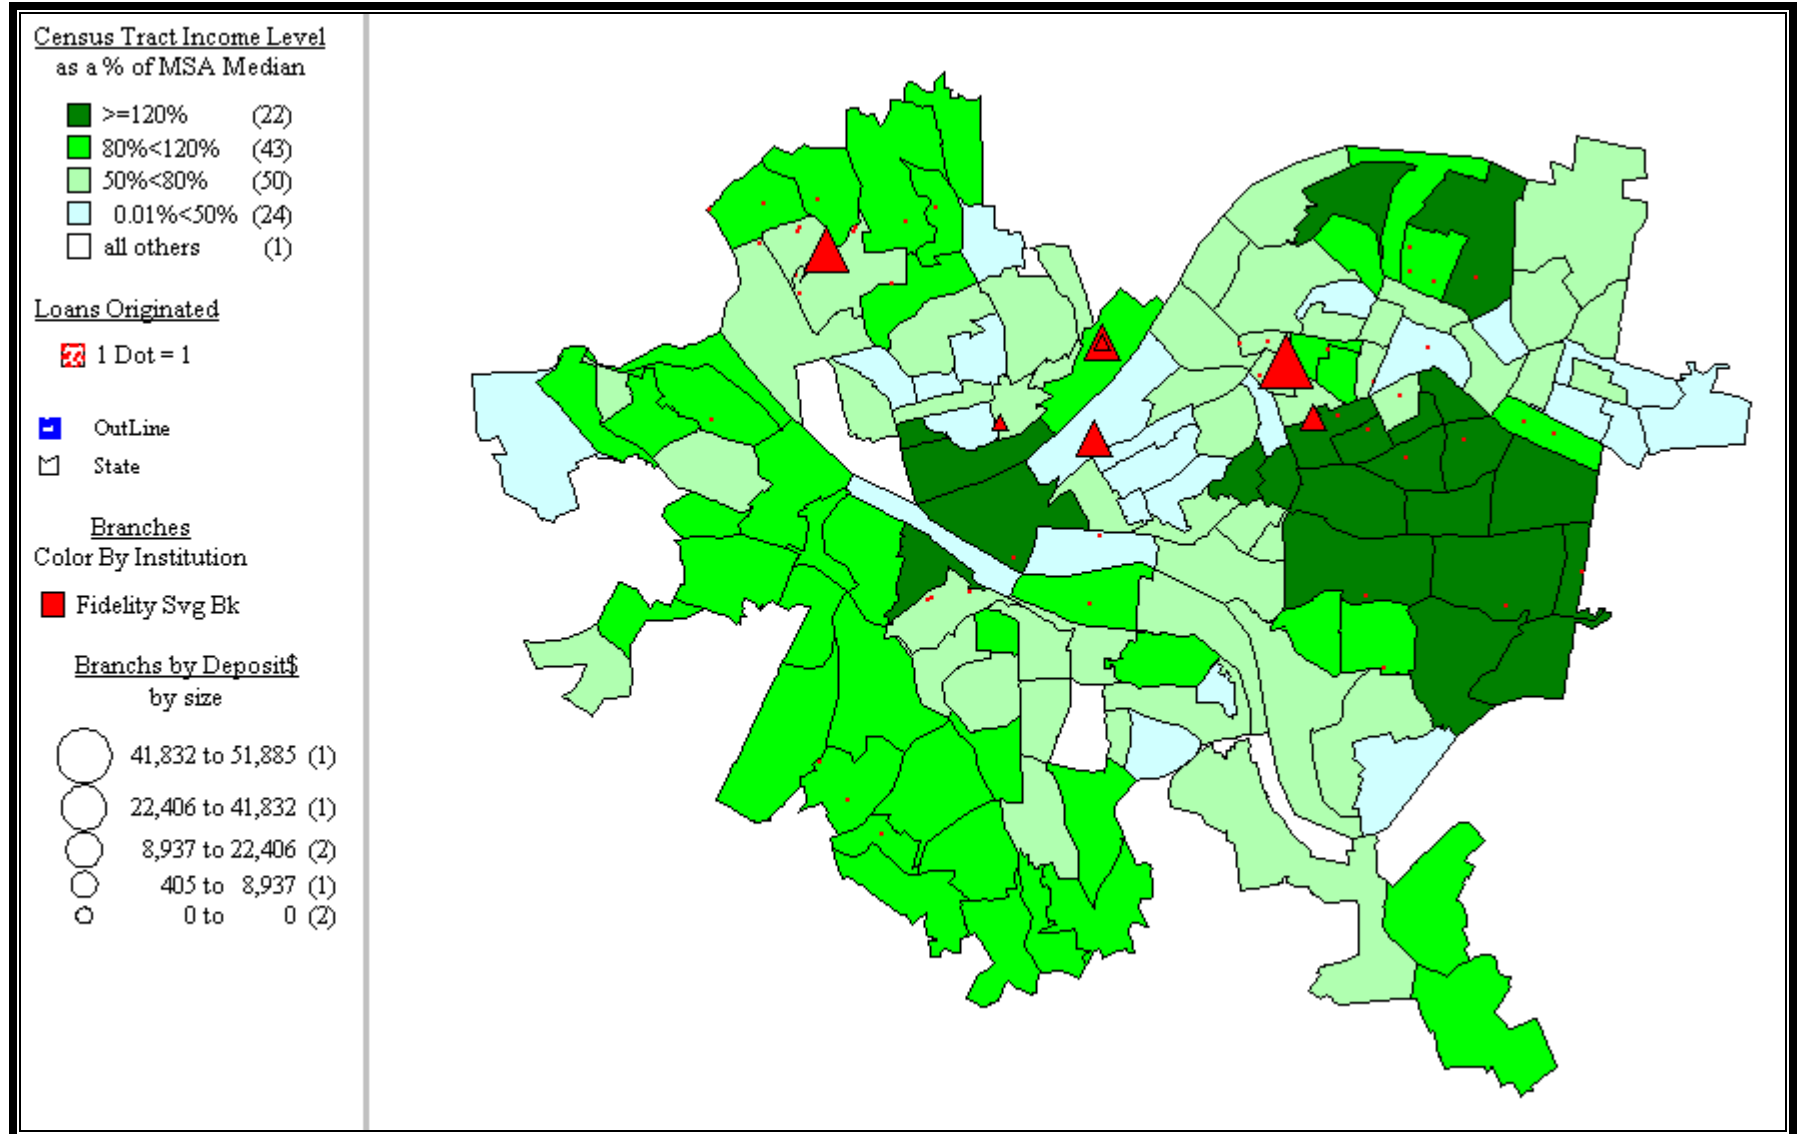 Census Tract Income Level
as a % of MSA Median
>=120% (22)
80%<120% (43)
50%<80% (50)
0.01%<50% (24)
all others (1)
Loans Originated
1 Dot = 1
OutLine
State
Branches
Color By Institution
Fidelity Svg Bk
Branchs by Deposit$
by size
41,832 to 51,885 (1)
22,406 to 41,832 (1)
8,937 to 22,406 (2)
405 to 8,937 (1)
0 to 0 (2)